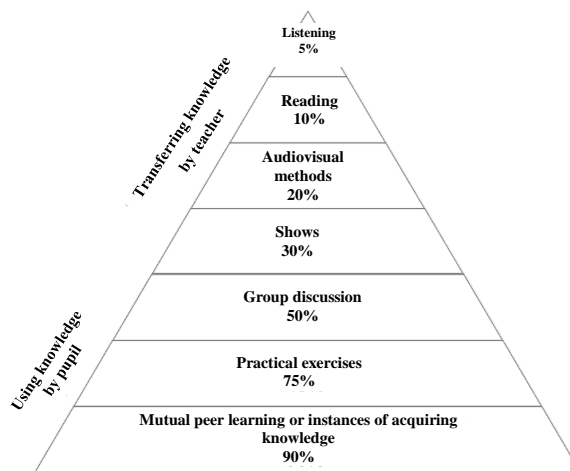 Listening
5%
Transferring knowledge
by teacher
Reading
10%
Audiovisual
methods
20%
Shows
30%
Group discussion
50%
Using knowledge
by pupil
Practical exercises
75%
Mutual peer learning or instances of acquiring
knowledge
90%